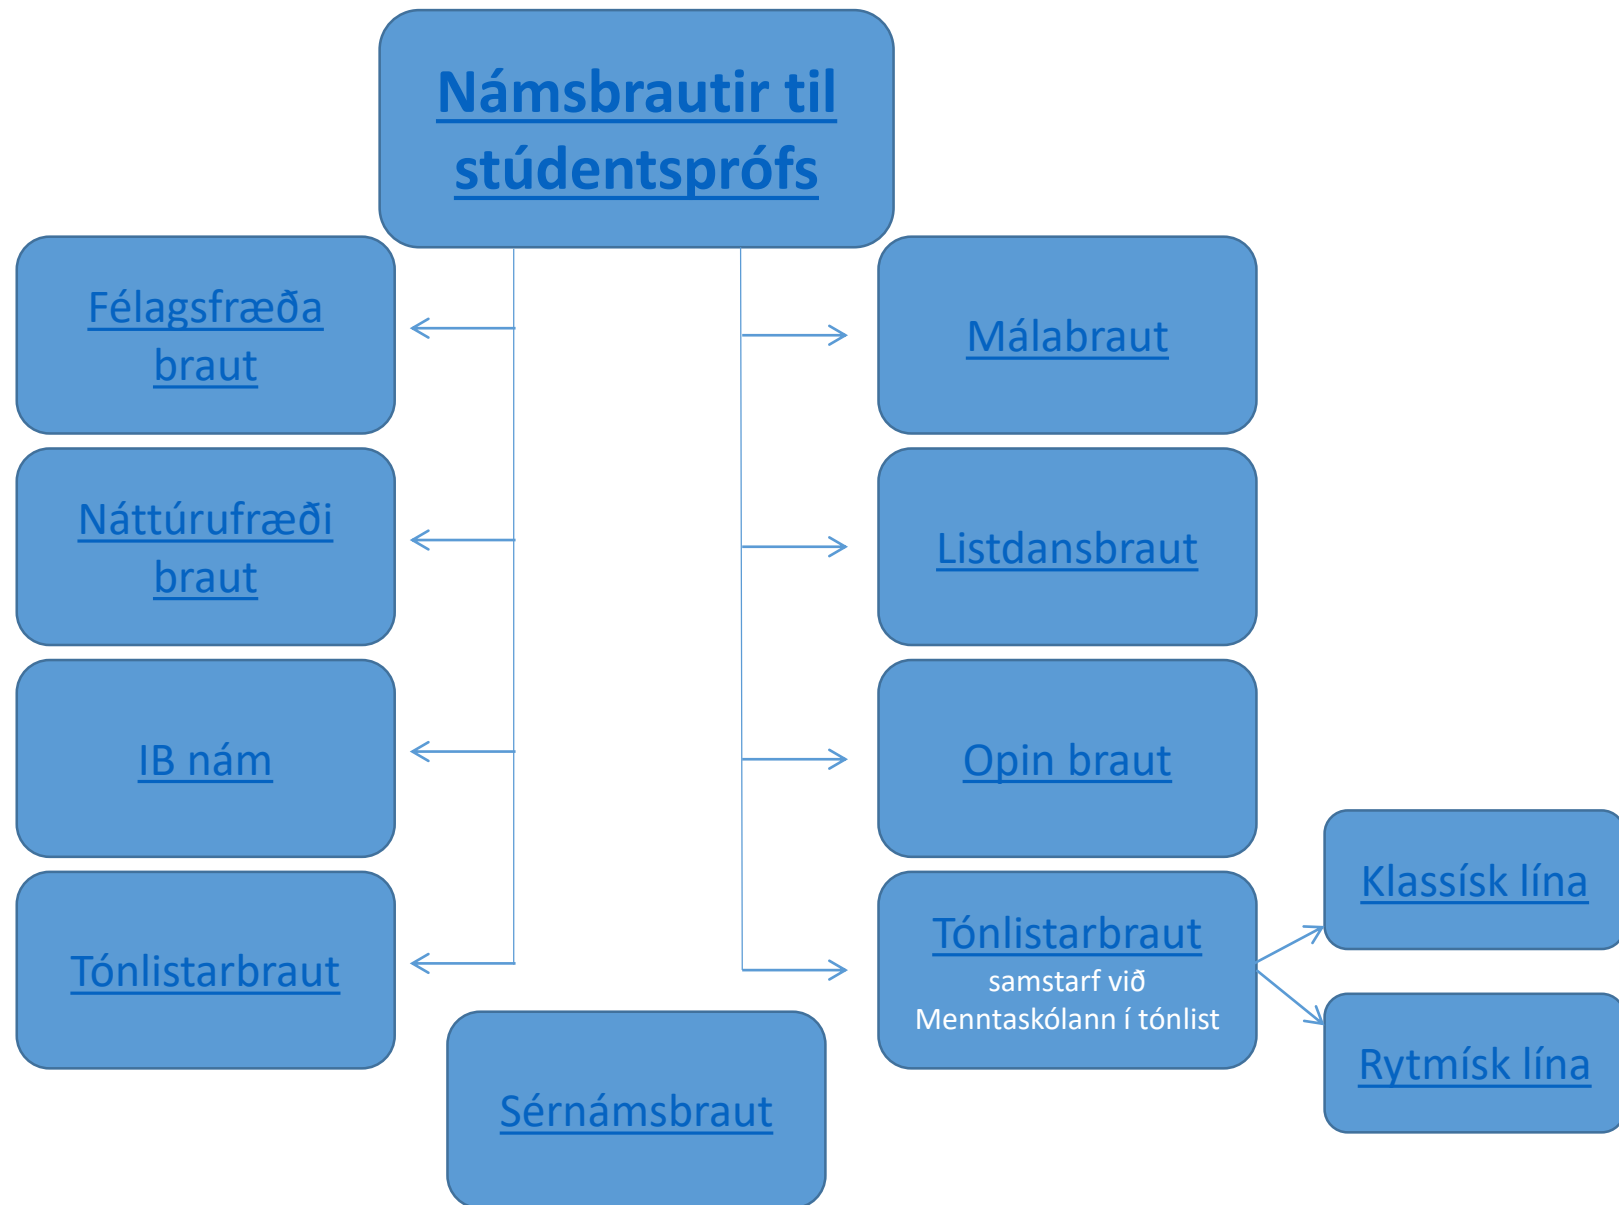 Námsbrautir til
stúdentsprófs
Félagsfræða
braut
Málabraut
Náttúrufræði
braut
Listdansbraut
IB nám
Opin braut
Tónlistarbraut
Tónlistarbraut
samstarf við
Menntaskólann í tónlist
Klassísk lína
Rytmísk lína
Sérnámsbraut